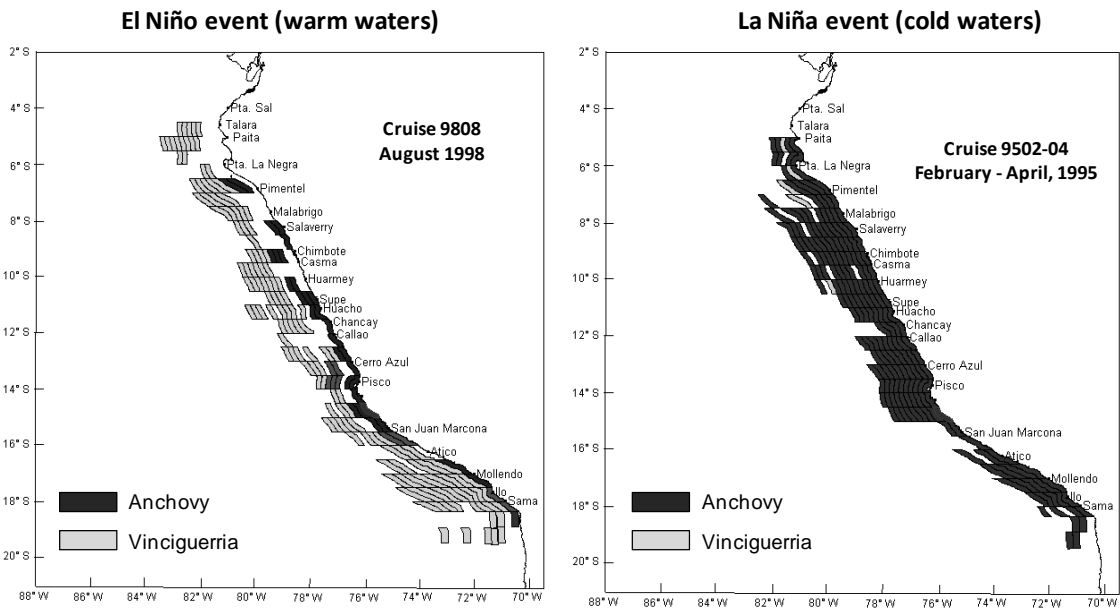 El Niño event (warm waters)
2° S
4° S
6° S
8° S
10° S
12° S
14° S
16° S
18° S
20° S
Pta. Sal
Talara
Paita
Pta. La Negra
Pimentel
Malabrigo
Salaverry
Chimbote
Casma
Huarmey
Supe
Huacho
Chancay
Callao
Cerro Azul
Pisco
San Juan Marcona
Atico
Mollendo
Ilo
Sama
Cruise 9808
August 1998
Anchovy
Vinciguerria
88° W 86° W 84° W 82° W 80° W 78° W 76° W 74° W 72° W 70° W
La Niña event (cold waters)
2° S
4° S
6° S
8° S
10° S
12° S
14° S
16° S
18° S
20° S
Pta. Sal
Talara
Paita
Pta. La Negra
Pimentel
Malabrigo
Salaverry
Chimbote
Casma
Huarmey
Supe
Huacho
Chancay
Callao
Cerro Azul
Pisco
San Juan Marcona
Atico
Mollendo
Ilo
Sama
Cruise 9502-04
February - April, 1995
Anchovy
Vinciguerria
88° W 86° W 84° W 82° W 80° W 78° W 76° W 74° W 72° W 70° W